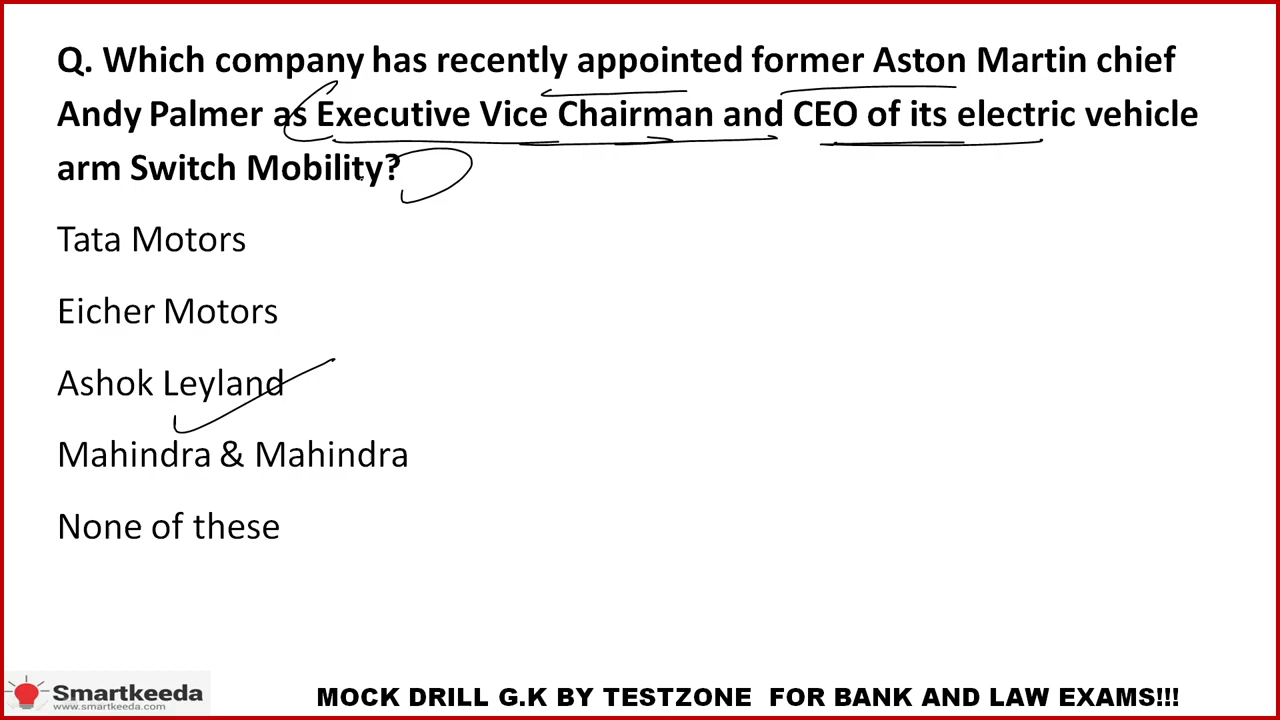 Q. Which company has recently appointed former Aston Martin chief
Andy Palmer as Executive Vice Chairman and CEO of its electric vehicle
arm Switch Mobility?
Tata Motors
Eicher Motors
Ashok Leyland
Mahindra & Mahindra
None of these
Smartkeeda
www.smartkeeda.com
MOCK DRILL G.K BY TESTZONE FOR BANK AND LAW EXAMS!!!